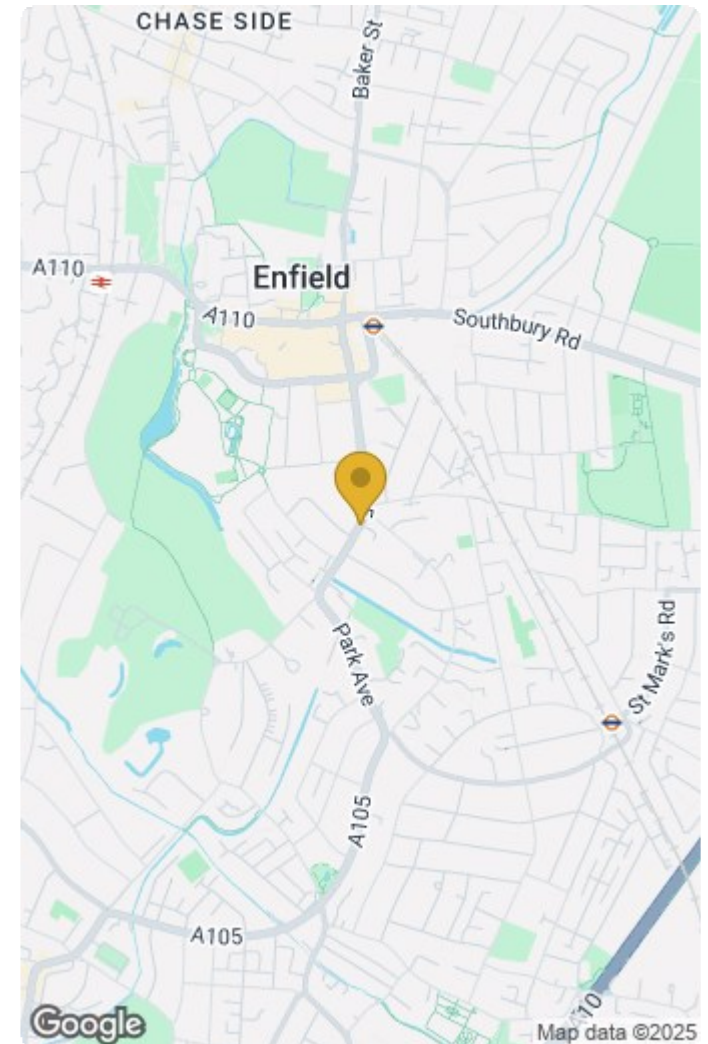 CHASE SIDE
Baker St
A110
Enfield
A110
Southbury Rd
Park Ave
St Mark's Rd
A105
A105
A10
Google
Map data ©2025